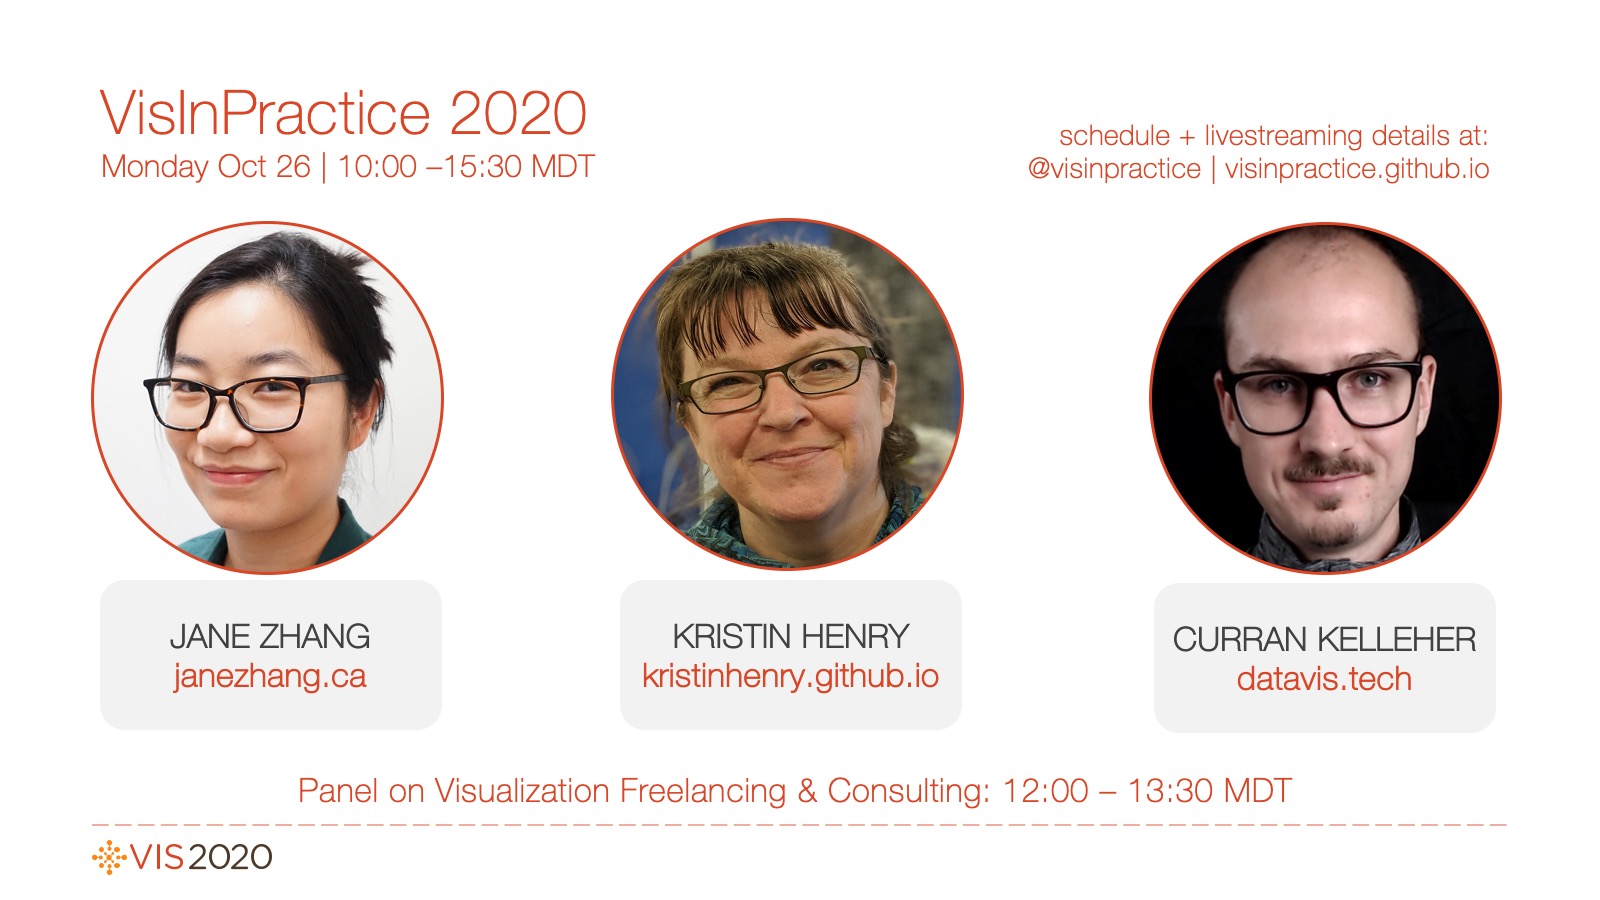 VisInPractice 2020
Monday Oct 26 | 10:00 –15:30 MDT
schedule + livestreaming details at:
@visinpractice | visinpractice.github.io
JANE ZHANG
janezhang.ca
KRISTIN HENRY
kristinhenry.github.io
CURRAN KELLEHER
datavis.tech
Panel on Visualization Freelancing & Consulting: 12:00 – 13:30 MDT
VIS2020